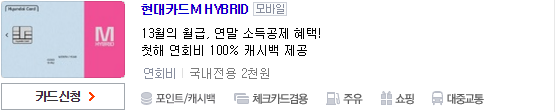 Hyundai Card
M
HYBRID
카드신청
현대카드M HYBRID 모바일
13월의 월급, 연말 소득공제 혜택!
첫해 연회비 100% 캐시백 제공
연회비 | 국내전용 2천원
포인트/캐시백 체크카드겸용 주유 쇼핑 대중교통